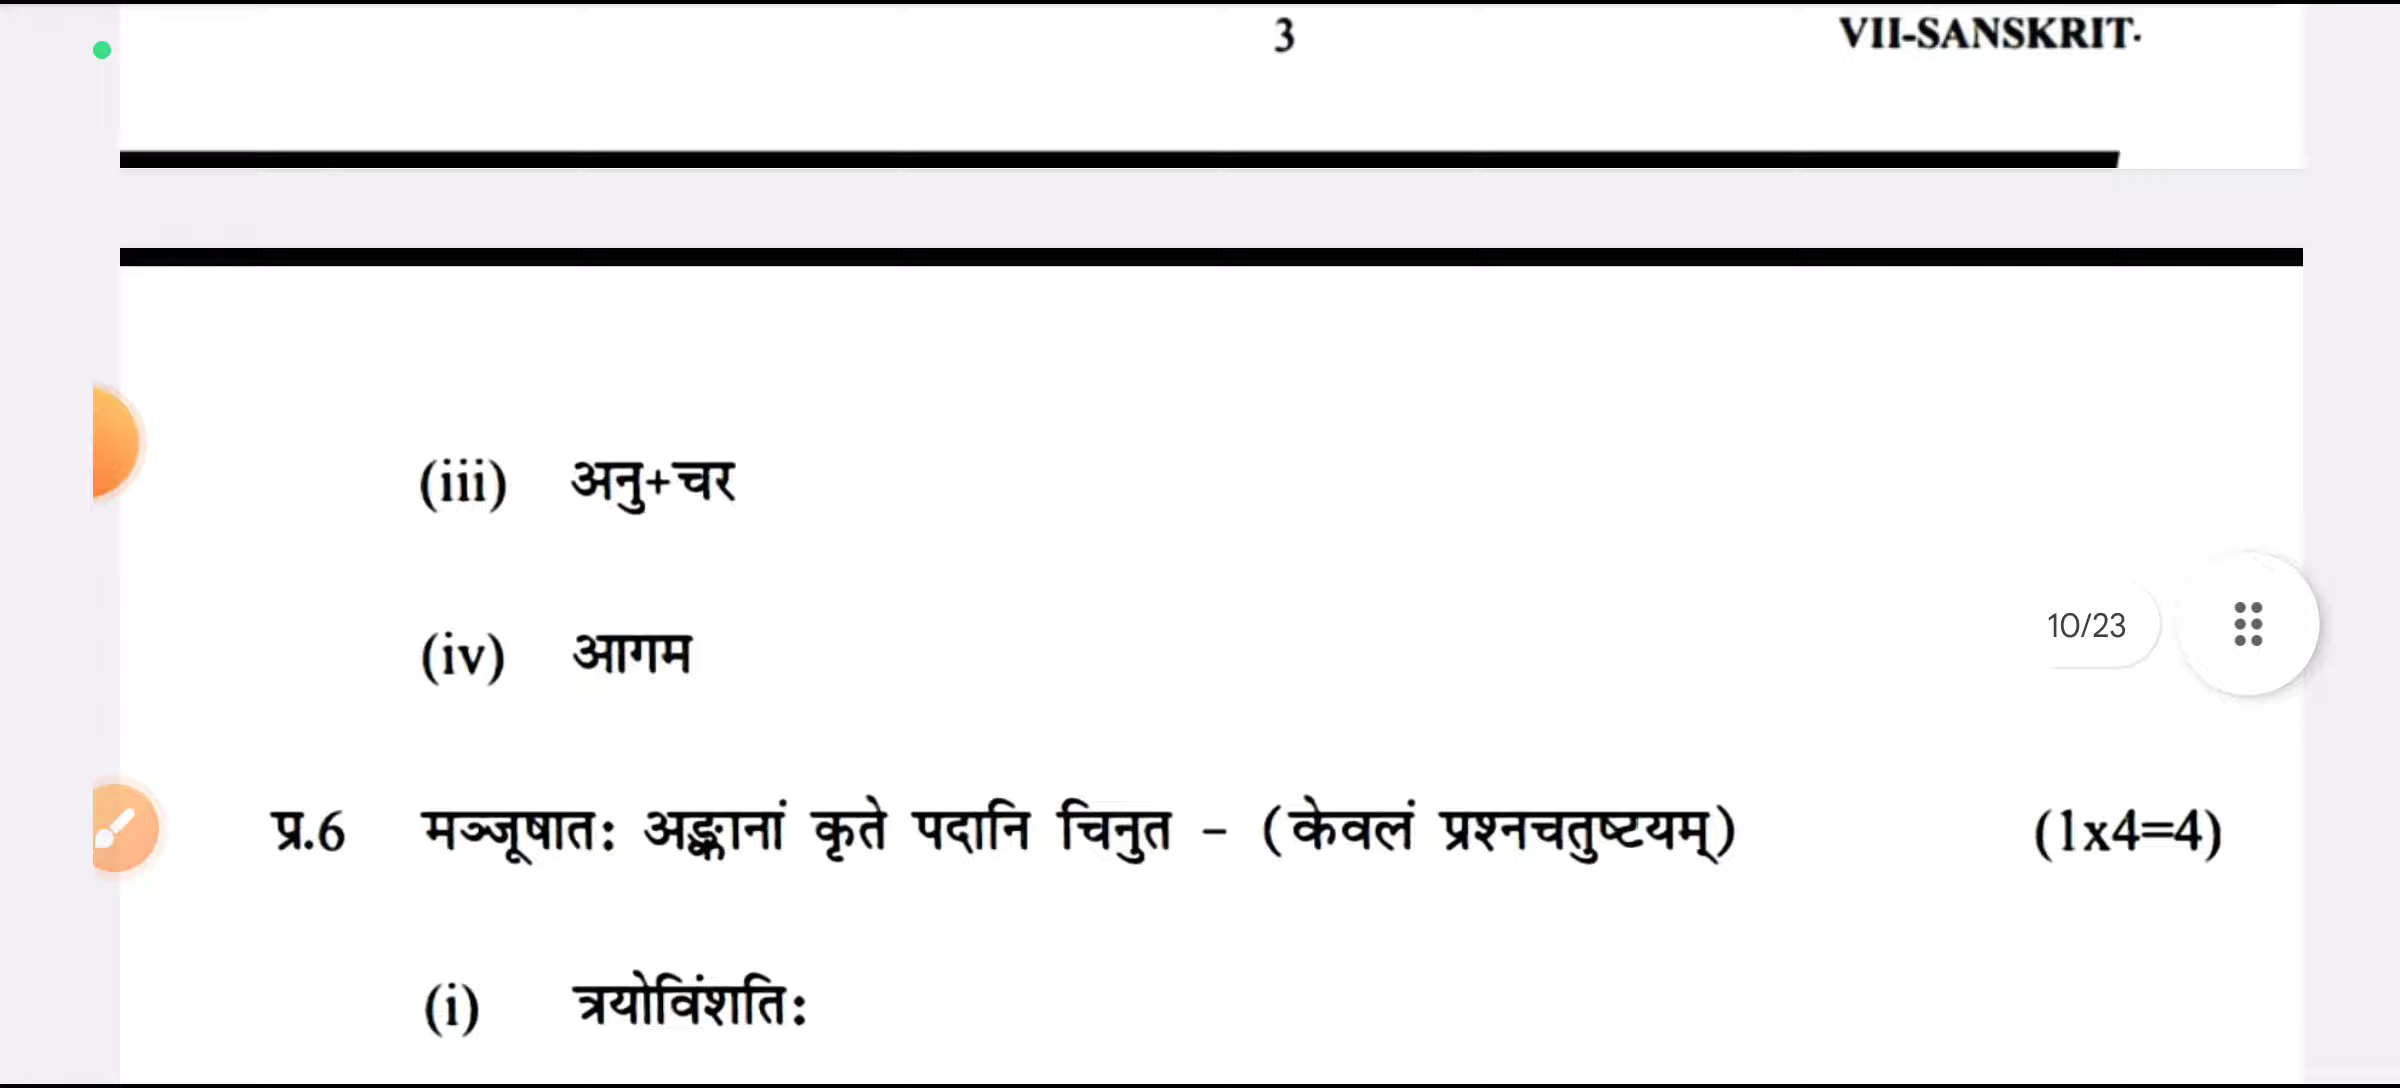 3 VII-SANSKRIT-
(iii) अनु+चर
(iv) आगम
10/23
प्र.6 मञ्जूषातः अङ्कानां कृते पदानि चिनुत - (केवलं प्रश्नचतुष्टयम्) (1x4=4)
(i) त्रयोविंशतिः